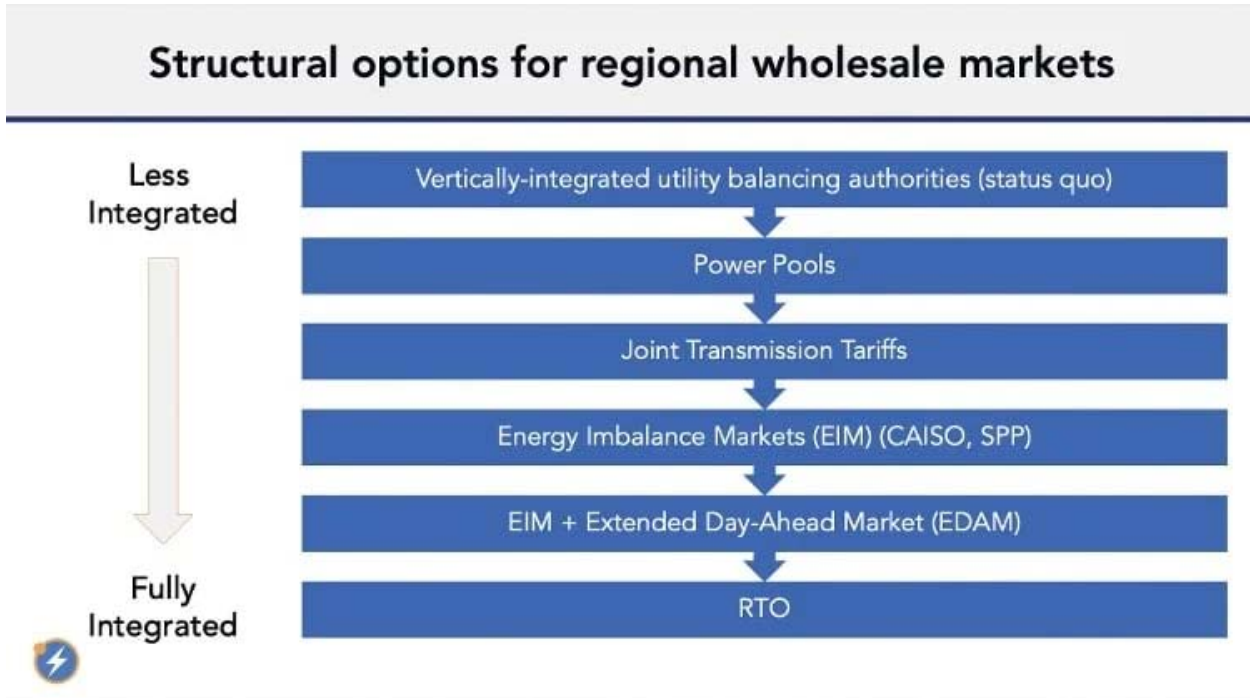 Structural options for regional wholesale markets
Less
Integrated
Vertically-integrated utility balancing authorities (status quo)
Power Pools
Joint Transmission Tariffs
Energy Imbalance Markets (EIM) (CAISO, SPP)
EIM + Extended Day-Ahead Market (EDAM)
RTO
Fully
Integrated